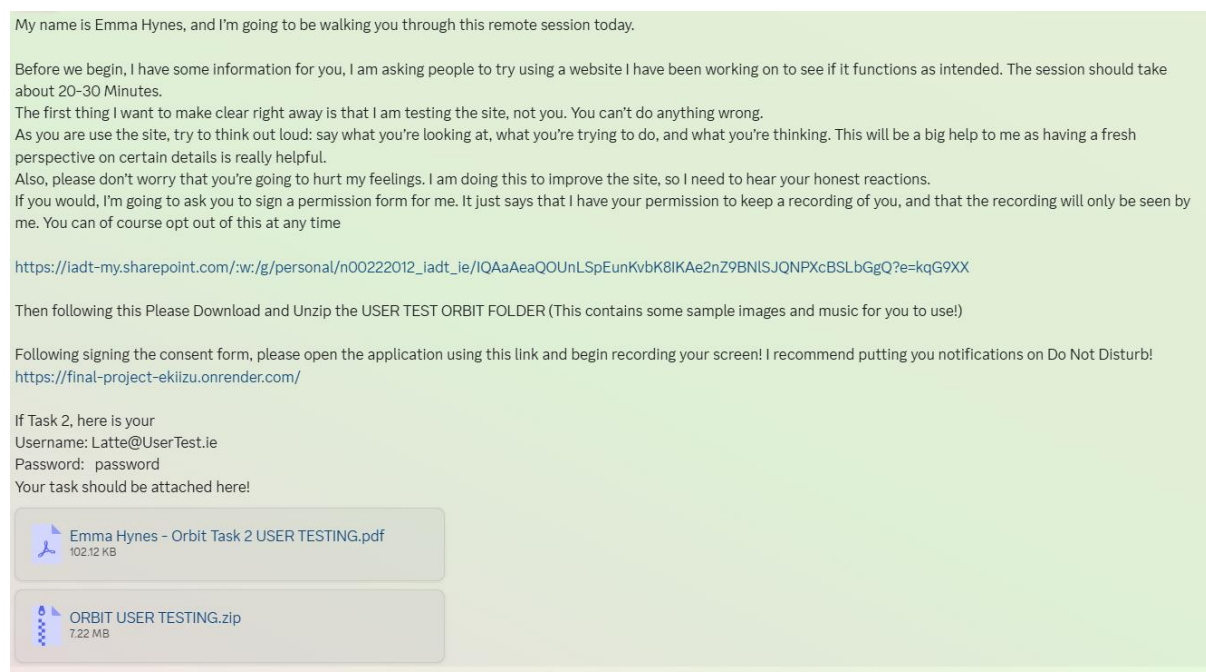 My name is Emma Hynes, and I'm going to be walking you through this remote session today.
Before we begin, I have some information for you, I am asking people to try using a website I have been working on to see if it functions as intended. The session should take
about 20-30 Minutes.
The first thing I want to make clear right away is that I am testing the site, not you. You can't do anything wrong.
As you are use the site, try to think out loud: say what you're looking at, what you're trying to do, and what you're thinking. This will be a big help to me as having a fresh
perspective on certain details is really helpful.
Also, please don't worry that you're going to hurt my feelings. I am doing this to improve the site, so I need to hear your honest reactions.
If you would, I'm going to ask you to sign a permission form for me. It just says that I have your permission to keep a recording of you, and that the recording will only be seen by
me. You can of course opt out of this at any time
https://iadt-my.sharepoint.com/:w:/g/personal/n00222012_iadt_ie/IQAaAeaQOUnLSpEunKvbK8IKAe2nZ9BNlSJQNPXcBSLbGgQ?e=kqG9XX
Then following this Please Download and Unzip the USER TEST ORBIT FOLDER (This contains some sample images and music for you to use!)
Following signing the consent form, please open the application using this link and begin recording your screen! I recommend putting you notifications on Do Not Disturb!
https://final-project-ekiizu.onrender.com/
If Task 2, here is your
Username: Latte@UserTest.ie
Password: password
Your task should be attached here!
Emma Hynes - Orbit Task 2 USER TESTING.pdf
102.12 KB
ORBIT USER TESTING.zip
7.22 MB